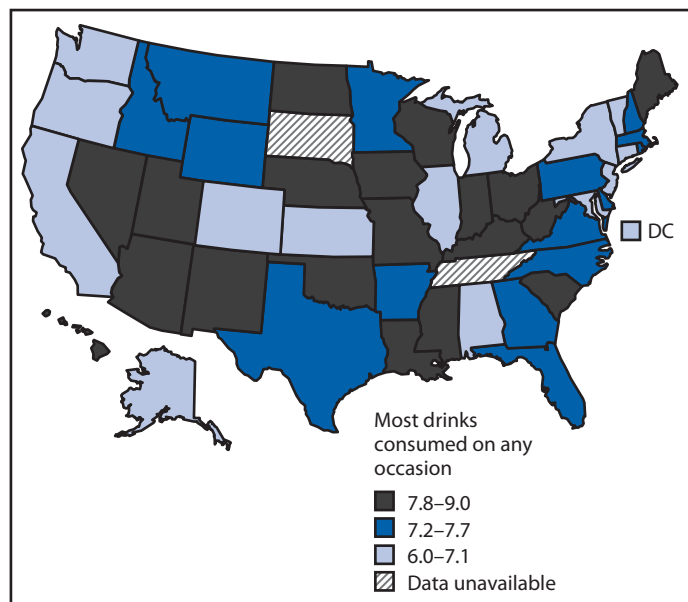 DC
Most drinks
consumed on any
occasion
7.8–9.0
7.2–7.7
6.0–7.1
Data unavailable